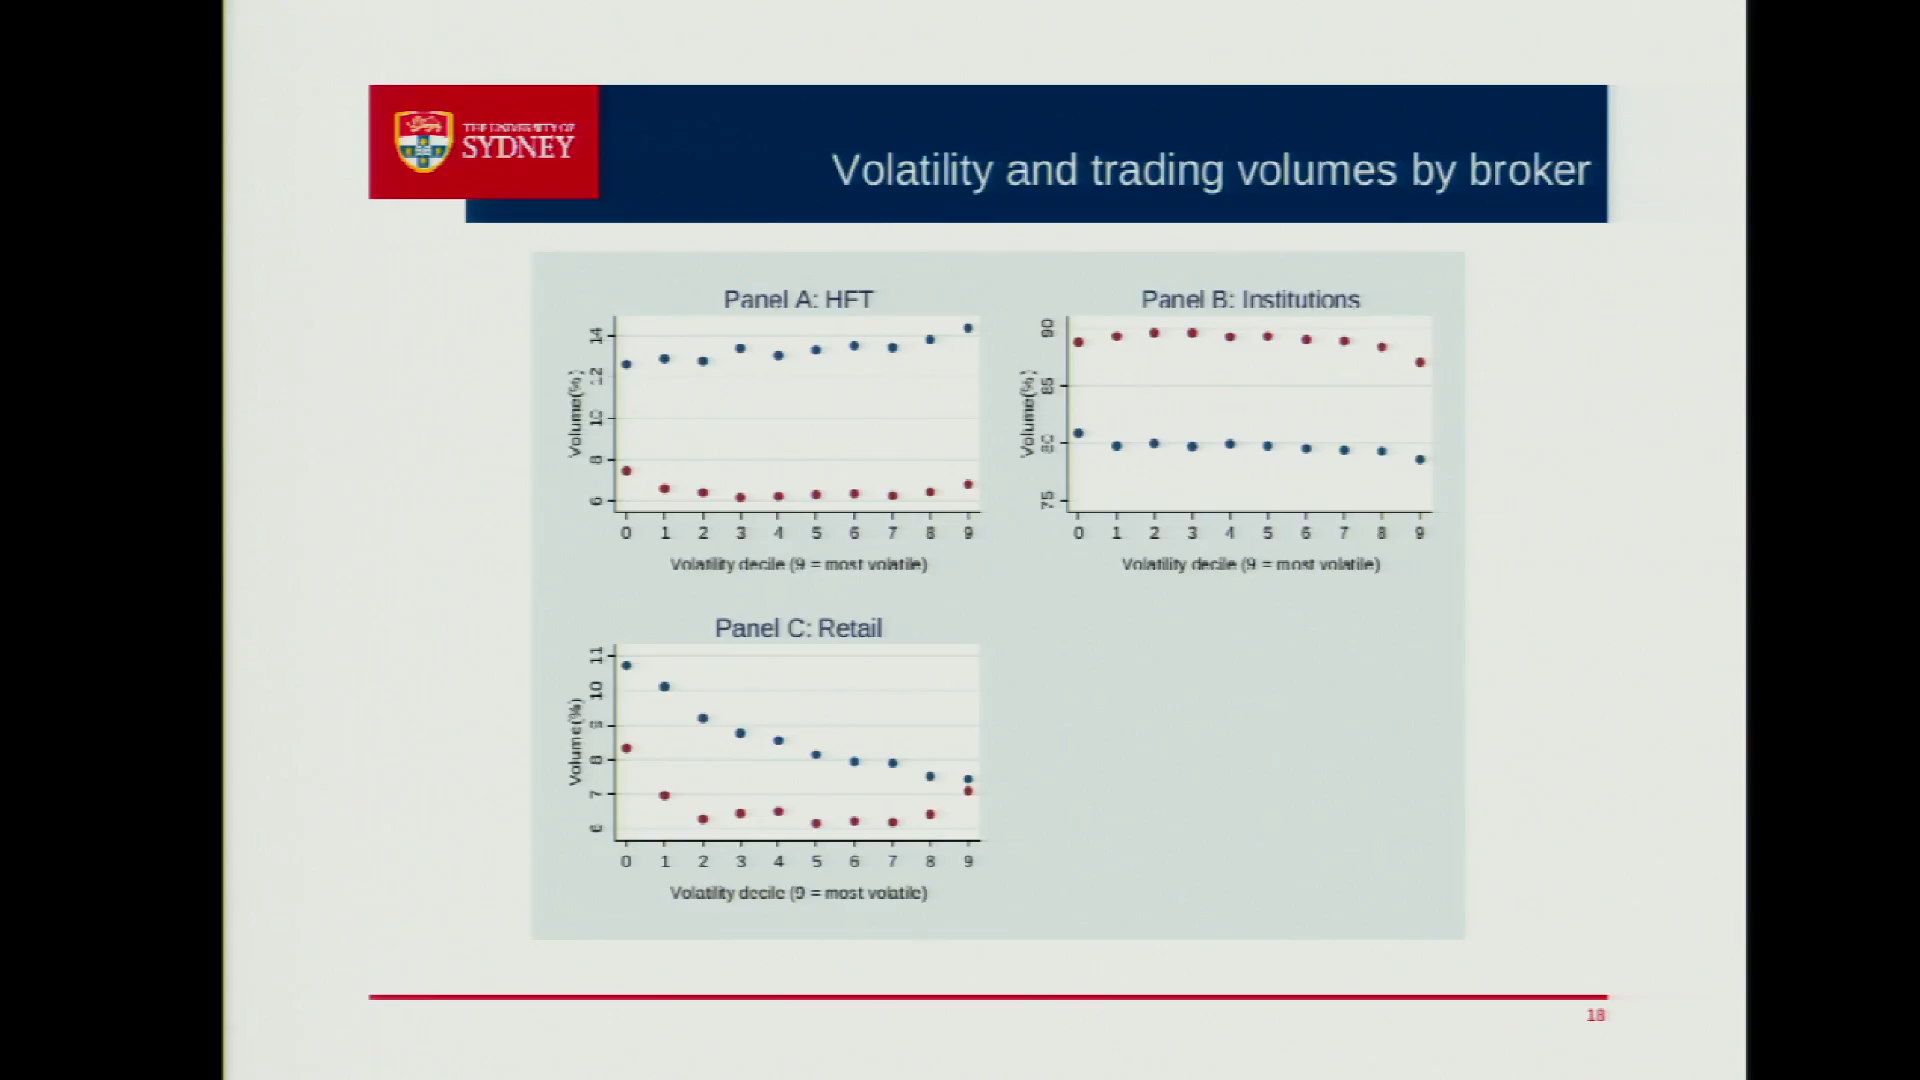 THE UNIVERSITY OF
SYDNEY
Volatility and trading volumes by broker
Panel A: HFT
Volume(%)
14
12
10
8
6
0 1 2 3 4 5 6 7 8 9
Volatility decile (9 = most volatile)
Panel B: Institutions
Volume(%)
90
85
80
75
0 1 2 3 4 5 6 7 8 9
Volatility decile (9 = most volatile)
Panel C: Retail
Volume(%)
11
10
9
8
7
6
0 1 2 3 4 5 6 7 8 9
Volatility decile (9 = most volatile)
18